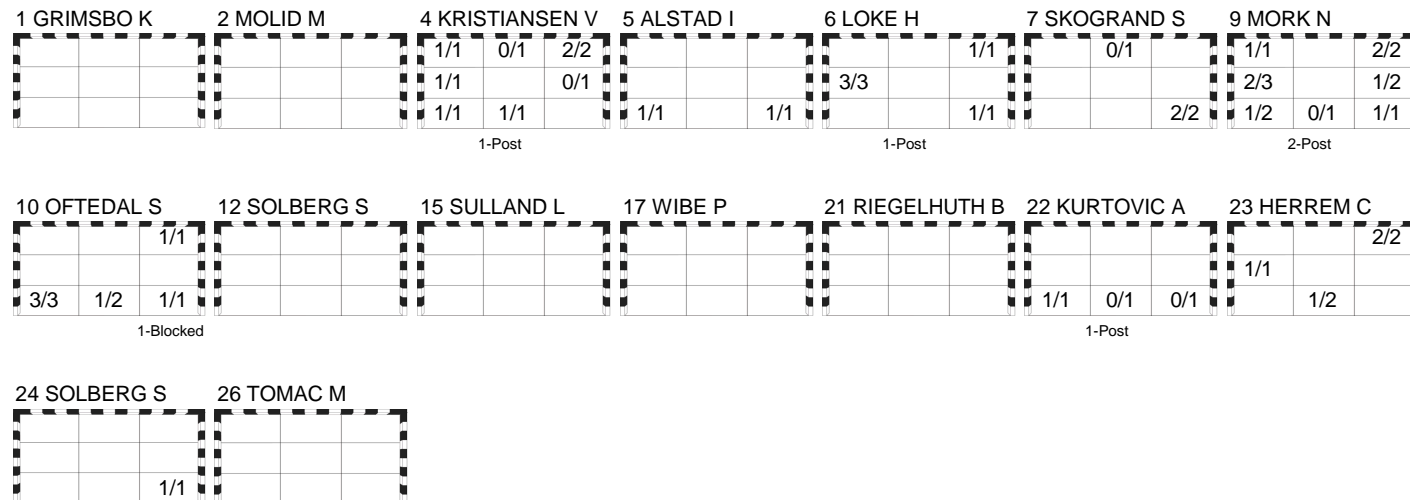 1 GRIMSBO K 2 MOLID M 4 KRISTIANSEN V 5 ALSTAD I 6 LOKE H 7 SKOGRAND S 9 MORK N
1/1 0/1 2/2 1/1 0/1 1/1 2/2
1/1 0/1 3/3 2/3 1/2
1/1 1/1 1/1 1/1 1/1 2/2 1/2 0/1 1/1
1-Post 1-Post 2-Post
10 OFTEDAL S 12 SOLBERG S 15 SULLAND L 17 WIBE P 21 RIEGELHUTH B 22 KURTOVIC A 23 HERREM C
1/1 2/2
1/1
3/3 1/2 1/1 1/1 0/1 0/1 1/2
1-Blocked 1-Post
24 SOLBERG S 26 TOMAC M
1/1